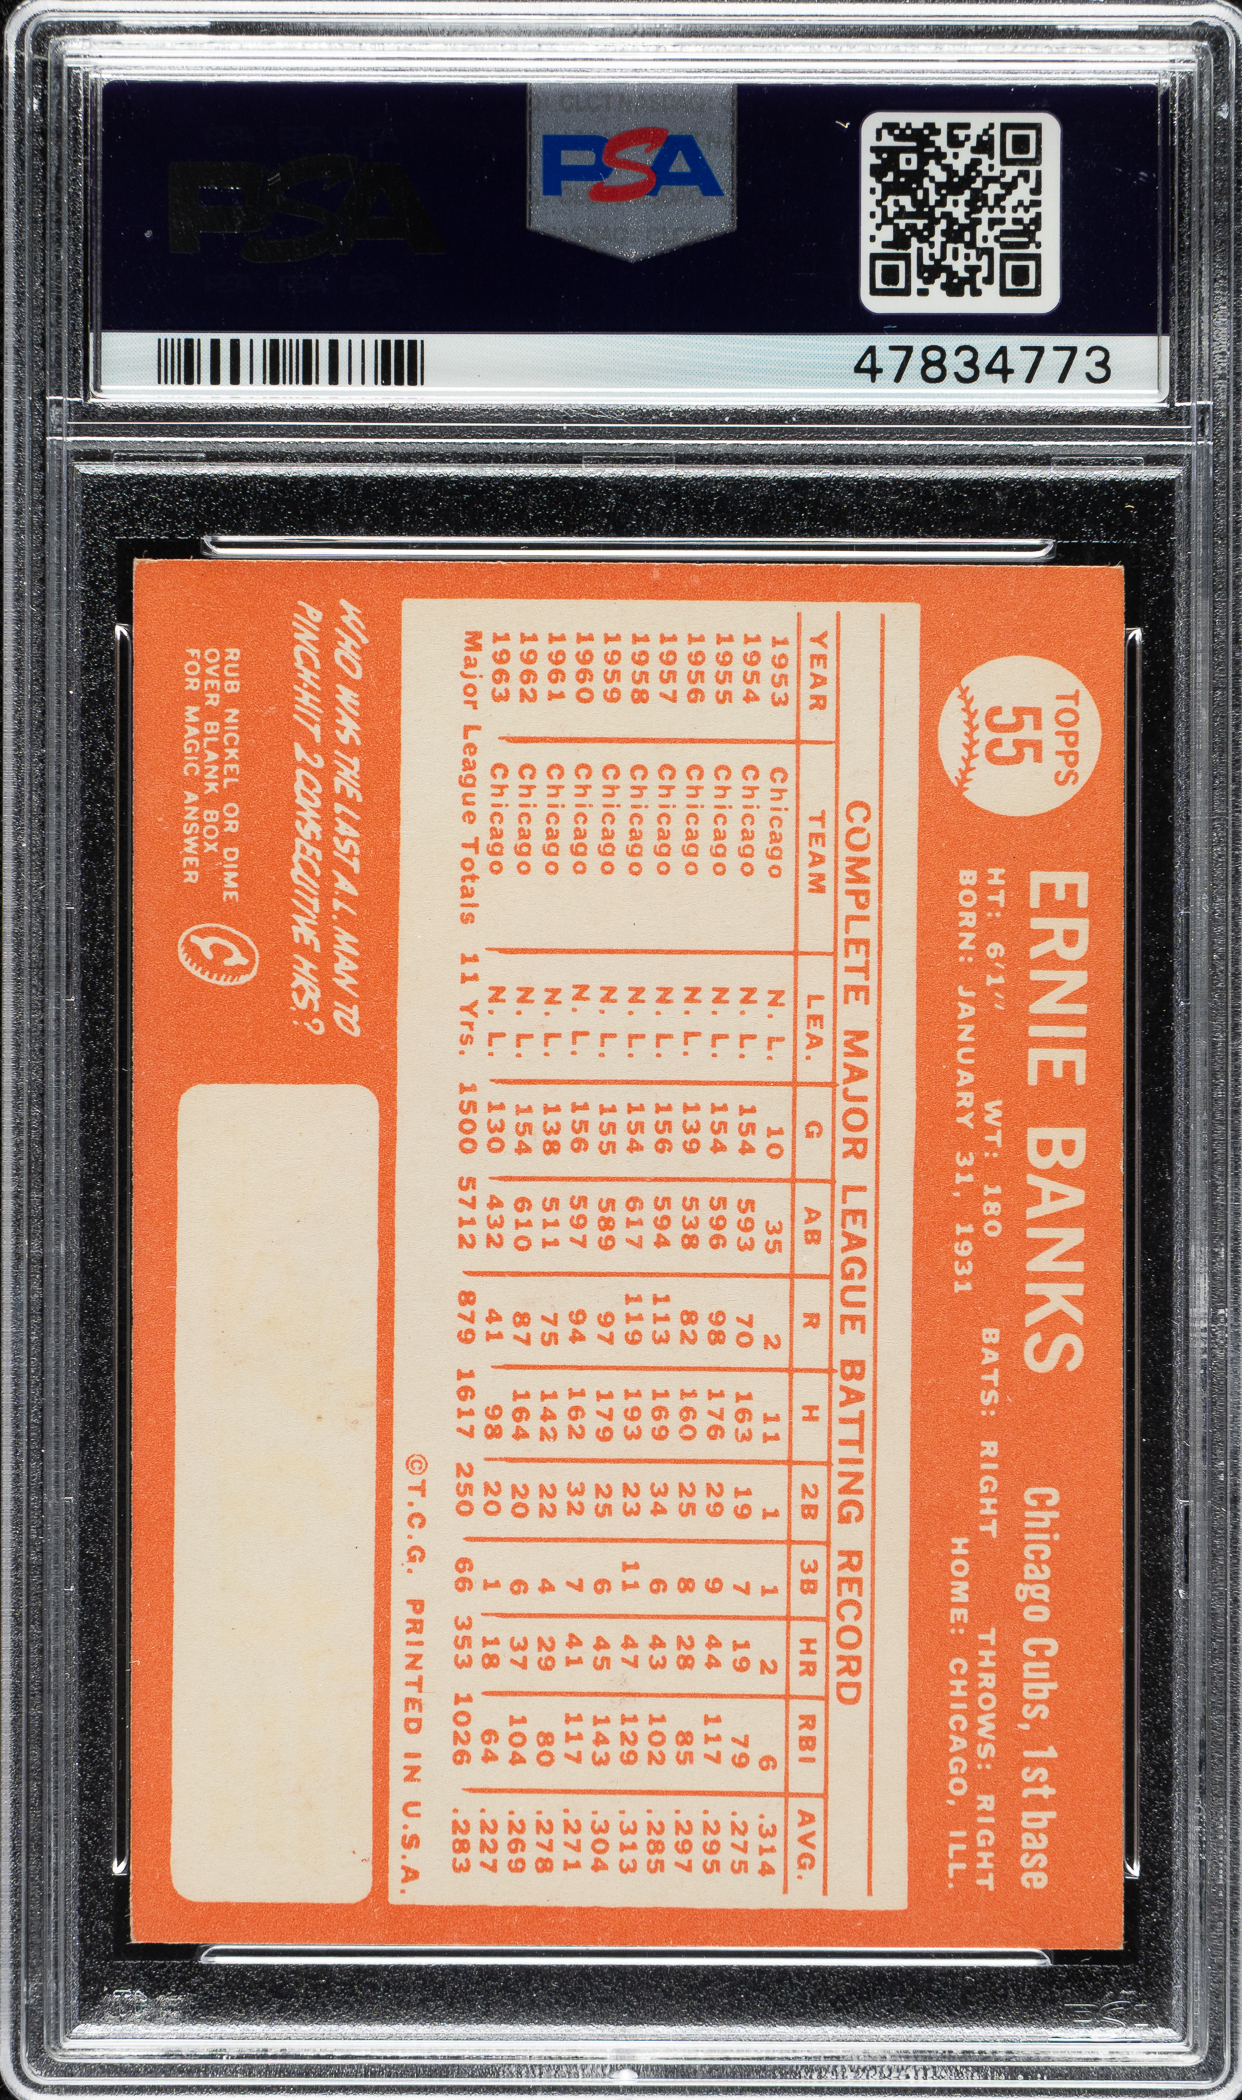 PSA
PSA
47834773
TOPPS
55
ERNIE BANKS Chicago Cubs, 1st base
HT: 6'1" WT: 180 BATS: RIGHT THROWS: RIGHT
BORN: JANUARY 31, 1931 HOME: CHICAGO, ILL.
COMPLETE MAJOR LEAGUE BATTING RECORD
YEAR TEAM LEA. G AB R H 2B 3B HR RBI AVG.
1953 Chicago N. L. 10 35 2 11 1 1 2 6 .314
1954 Chicago N. L. 154 593 70 163 19 7 19 79 .275
1955 Chicago N. L. 154 596 98 176 29 9 44 117 .295
1956 Chicago N. L. 139 538 82 160 25 8 28 85 .297
1957 Chicago N. L. 156 594 113 169 34 6 43 102 .285
1958 Chicago N. L. 154 617 119 193 23 11 47 129 .313
1959 Chicago N. L. 155 589 97 179 25 6 45 143 .304
1960 Chicago N. L. 156 597 94 162 32 7 41 117 .271
1961 Chicago N. L. 138 511 75 142 22 4 29 80 .278
1962 Chicago N. L. 154 610 87 164 20 6 37 104 .269
1963 Chicago N. L. 130 432 41 98 20 1 18 64 .227
Major League Totals 11 Yrs. 1500 5712 879 1617 250 66 353 1026 .283
©T.C.G. PRINTED IN U.S.A.
WHO WAS THE LAST A.L. MAN TO
PINCH-HIT 2 CONSECUTIVE HRS?
RUB NICKEL OR DIME
OVER BLANK BOX
FOR MAGIC ANSWER